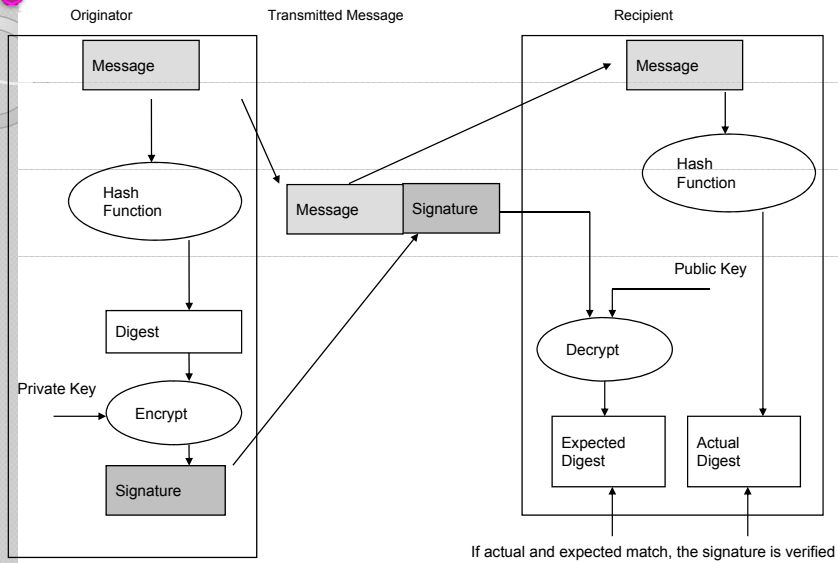 Originator
Transmitted Message
Recipient
Message
Message
Hash
Function
Hash
Function
Message
Signature
Public Key
Digest
Decrypt
Private Key
Encrypt
Expected
Digest
Actual
Digest
Signature
If actual and expected match, the signature is verified